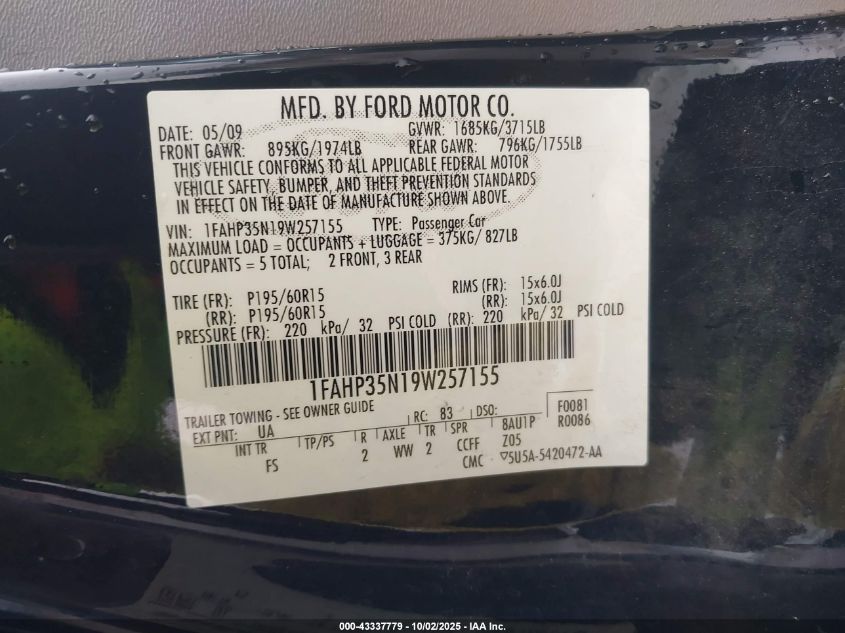 MFD. BY FORD MOTOR CO.
DATE: 05/09 GVWR: 1685KG/3715LB
FRONT GAWR: 895KG/1974LB REAR GAWR: 796KG/1755LB
THIS VEHICLE CONFORMS TO ALL APPLICABLE FEDERAL MOTOR
VEHICLE SAFETY, BUMPER, AND THEFT PREVENTION STANDARDS
IN EFFECT ON THE DATE OF MANUFACTURE SHOWN ABOVE.
VIN: 1FAHP35N19W257155 TYPE: Passenger Car
MAXIMUM LOAD = OCCUPANTS + LUGGAGE = 375KG/ 827LB
OCCUPANTS = 5 TOTAL; 2 FRONT, 3 REAR
TIRE (FR): P195/60R15 RIMS (FR): 15x6.0J
(RR): P195/60R15 (RR): 15x6.0J
PRESSURE (FR): 220 kPa/ 32 PSI COLD (RR): 220 kPa/ 32 PSI COLD
1FAHP35N19W257155
TRAILER TOWING - SEE OWNER GUIDE
EXT PNT: UA RC: 83 DSO: F0081
R0086
INT TR TP/PS R AXLE TR SPR 8AU1P
FS 2 WW 2 CCFF Z05
CMC ▽5U5A-5420472-AA
000-43337779 - 10/02/2025 - IAA Inc.